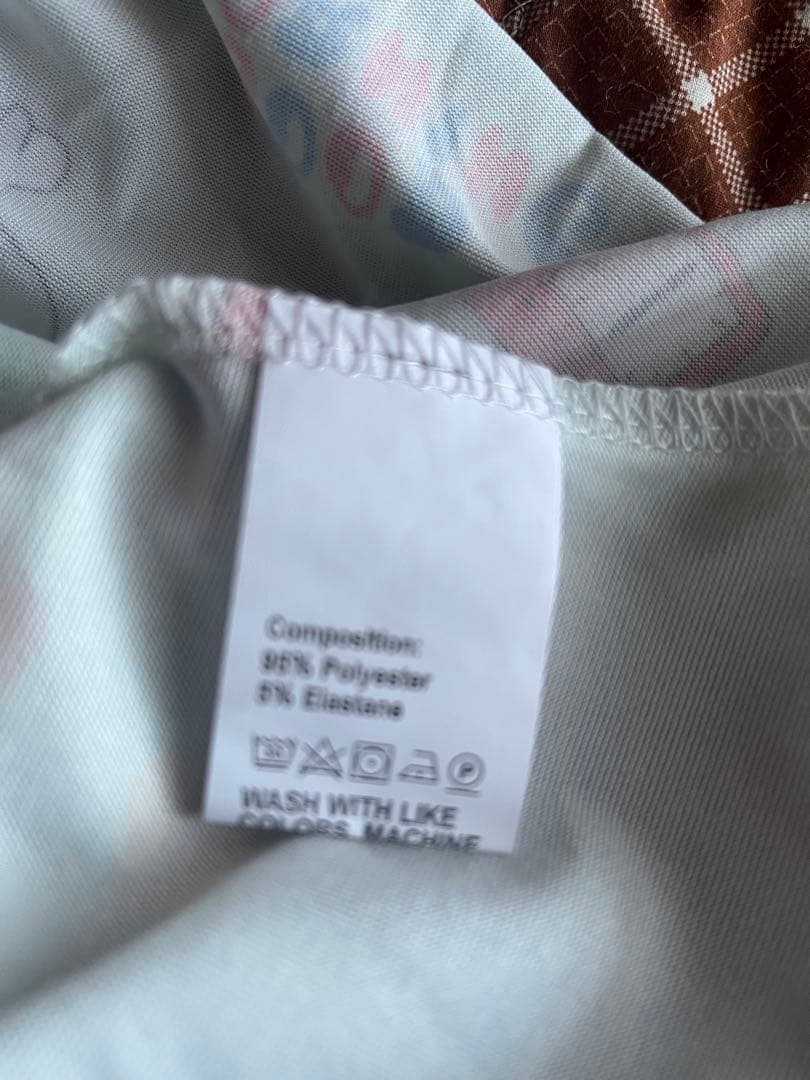 Composition:
95% Polyester
5% Elastane
WASH WITH LIKE
COLORS, MACHINE